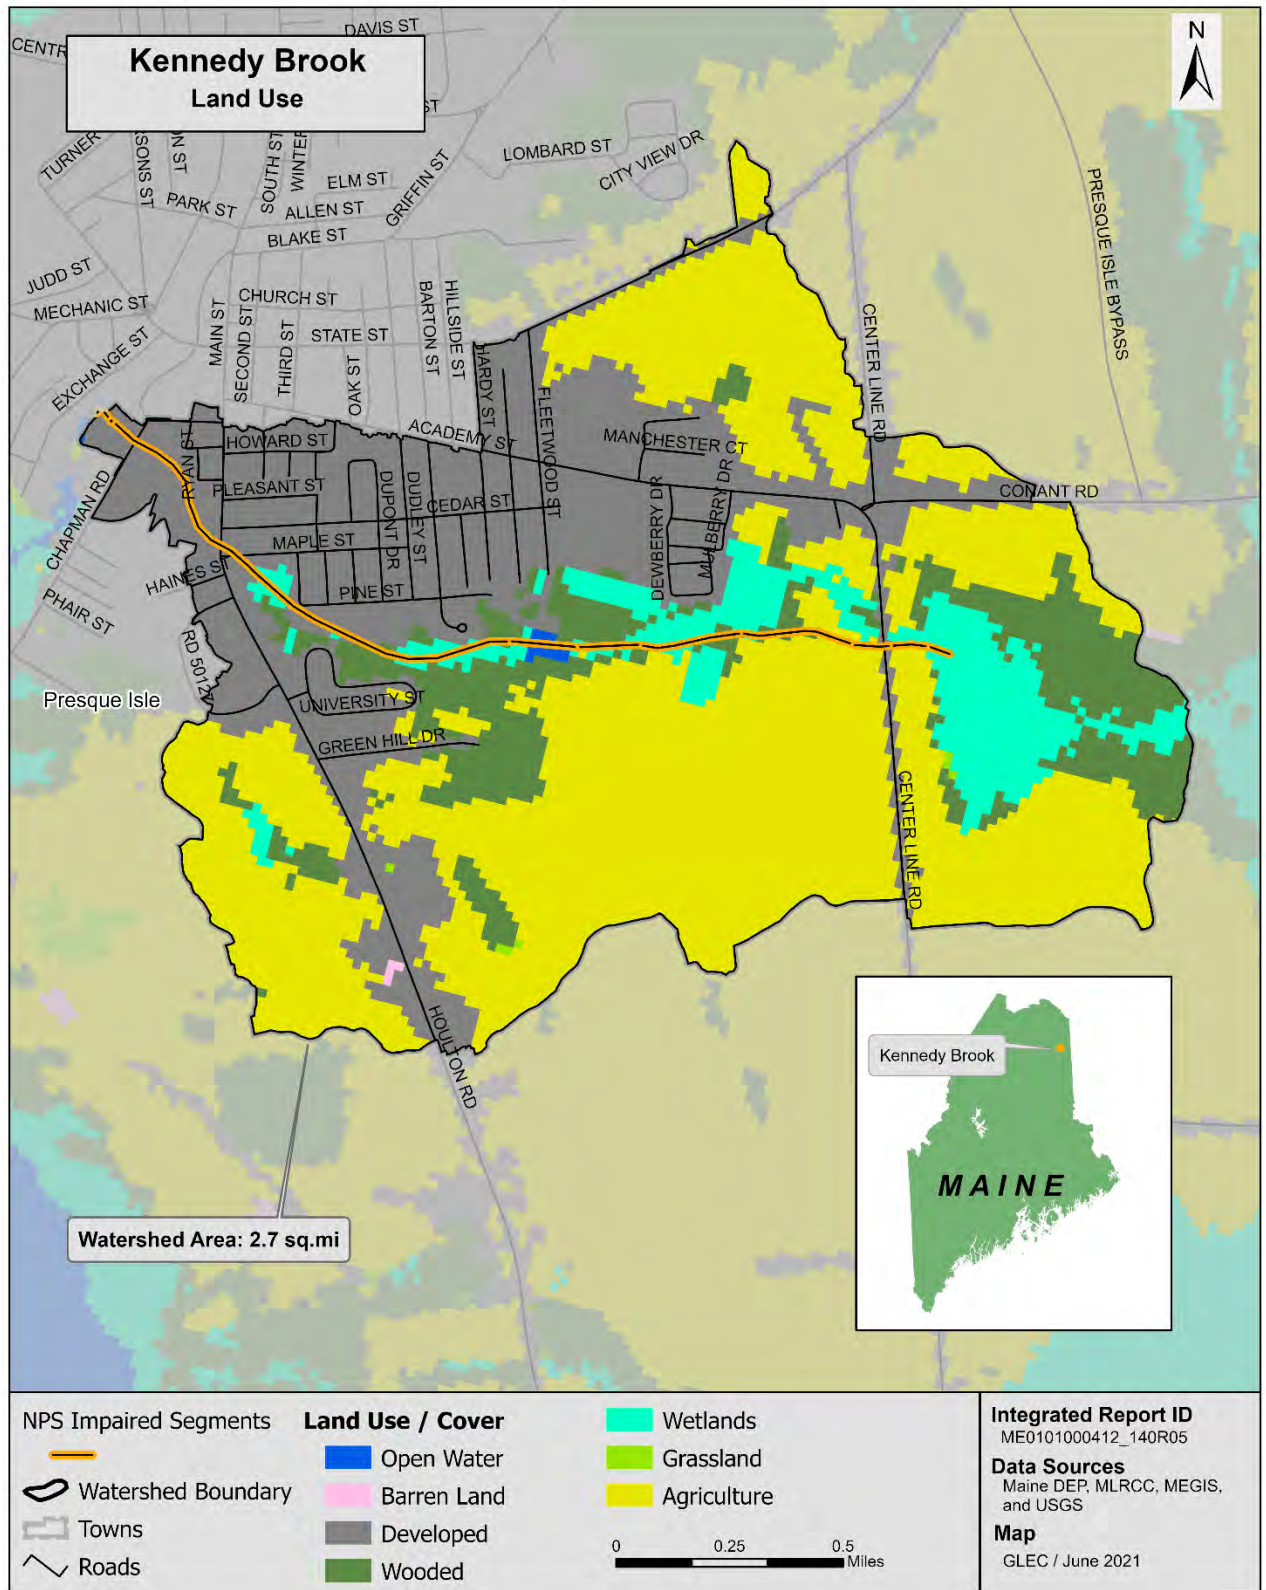 Kennedy Brook
Land Use
N
DAVIS ST
CENTR
ST
TURNER
SONS ST
N ST
SOUTH ST
WINTER
PARK ST
ELM ST
ALLEN ST
BLAKE ST
GRIFFIN ST
LOMBARD ST
CITY VIEW DR
PRESQUE ISLE BYPASS
JUDD ST
MECHANIC ST
EXCHANGE ST
MAIN ST
SECOND ST
CHURCH ST
THIRD ST
STATE ST
OAK ST
BARTON ST
HILLSIDE ST
HARDY ST
FLEETWOOD ST
CENTER LINE RD
ACADEMY ST
MANCHESTER CT
CONANT RD
CHAPMAN RD
RYAN ST
HOWARD ST
PLEASANT ST
DUPONT DR
DUDLEY ST
CEDAR ST
MAPLE ST
PINE ST
DEWBERRY DR
MULBERRY DR
HAINES ST
PHAIR ST
RD 50127
Presque Isle
UNIVERSITY ST
GREEN HILL DR
CENTER LINE RD
HOULTON RD
Watershed Area: 2.7 sq.mi
Kennedy Brook
MAINE
NPS Impaired Segments
Watershed Boundary
Towns
Roads
Land Use / Cover
Open Water
Barren Land
Developed
Wooded
Wetlands
Grassland
Agriculture
0 0.25 0.5
Miles
Integrated Report ID
ME0101000412_140R05
Data Sources
Maine DEP, MLRCC, MEGIS,
and USGS
Map
GLEC / June 2021